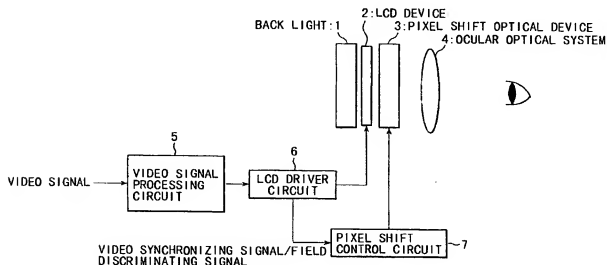 2:LCD DEVICE
BACK LIGHT:1
3:PIXEL SHIFT OPTICAL DEVICE
4:OCULAR OPTICAL SYSTEM
5
6
VIDEO SIGNAL
VIDEO SIGNAL
PROCESSING
CIRCUIT
LCD DRIVER
CIRCUIT
PIXEL SHIFT
CONTROL CIRCUIT
7
VIDEO SYNCHRONIZING SIGNAL/FIELD
DISCRIMINATING SIGNAL